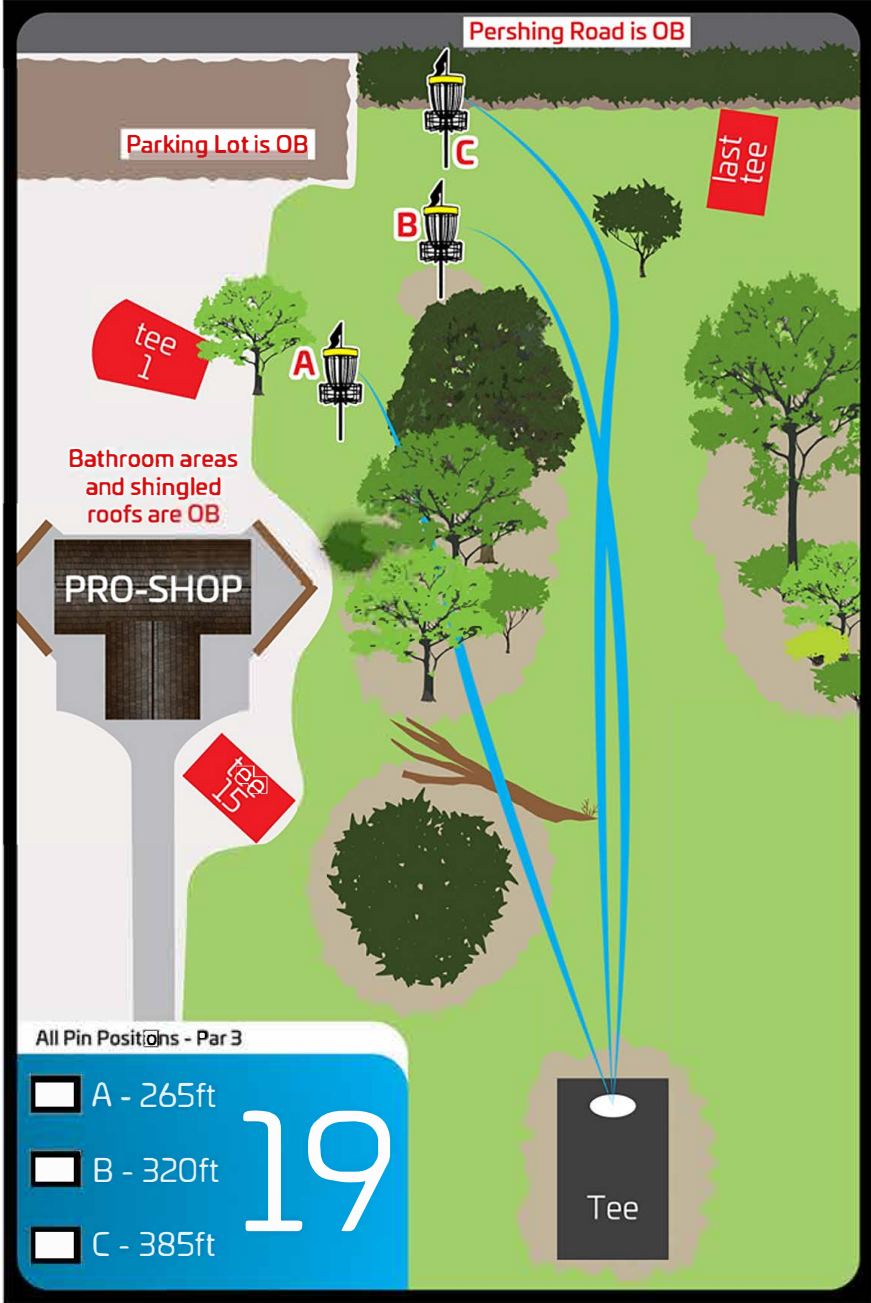 Pershing Road is OB
Parking Lot is OB
C
last
tee
B
tee
1
A
Bathroom areas
and shingled
roofs are OB
PRO-SHOP
tee
15
All Pin Positions - Par 3
A - 265ft
B - 320ft
C - 385ft
19
Tee